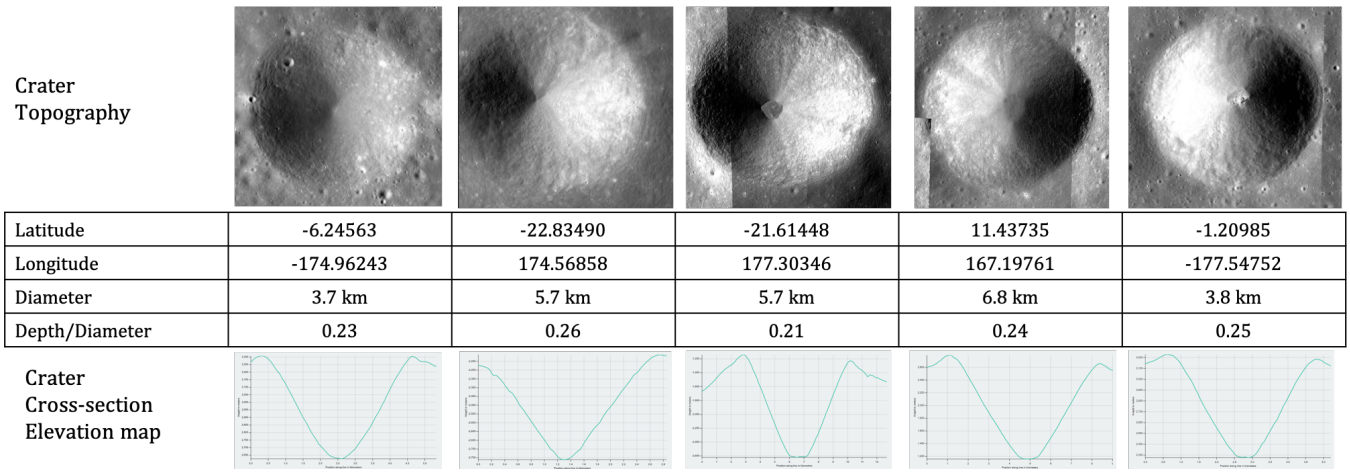 Crater
Topography
Latitude -6.24563 -22.83490 -21.61448 11.43735 -1.20985
Longitude -174.96243 174.56858 177.30346 167.19761 -177.54752
Diameter 3.7 km 5.7 km 5.7 km 6.8 km 3.8 km
Depth/Diameter 0.23 0.26 0.21 0.24 0.25
Crater
Cross-section
Elevation map